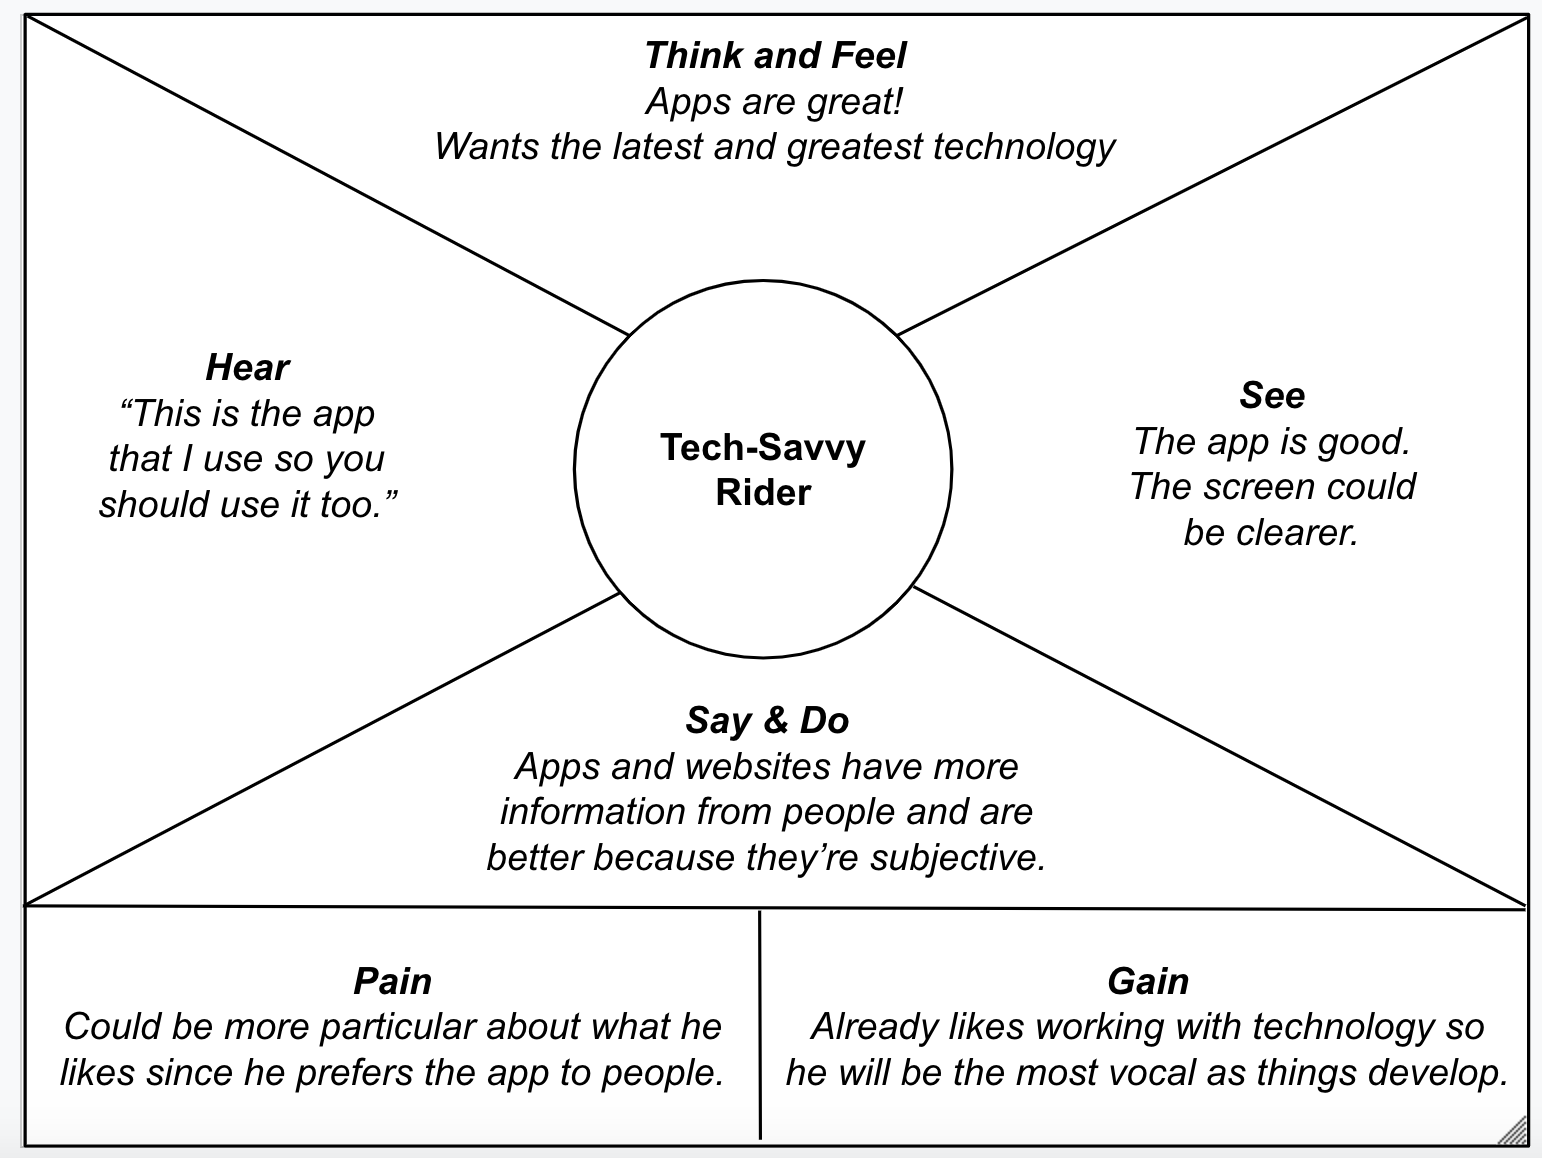 Think and Feel
Apps are great!
Wants the latest and greatest technology
Hear
“This is the app
that I use so you
should use it too.”
Tech-Savvy
Rider
See
The app is good.
The screen could
be clearer.
Say & Do
Apps and websites have more
information from people and are
better because they’re subjective.
Pain
Could be more particular about what he
likes since he prefers the app to people.
Gain
Already likes working with technology so
he will be the most vocal as things develop.